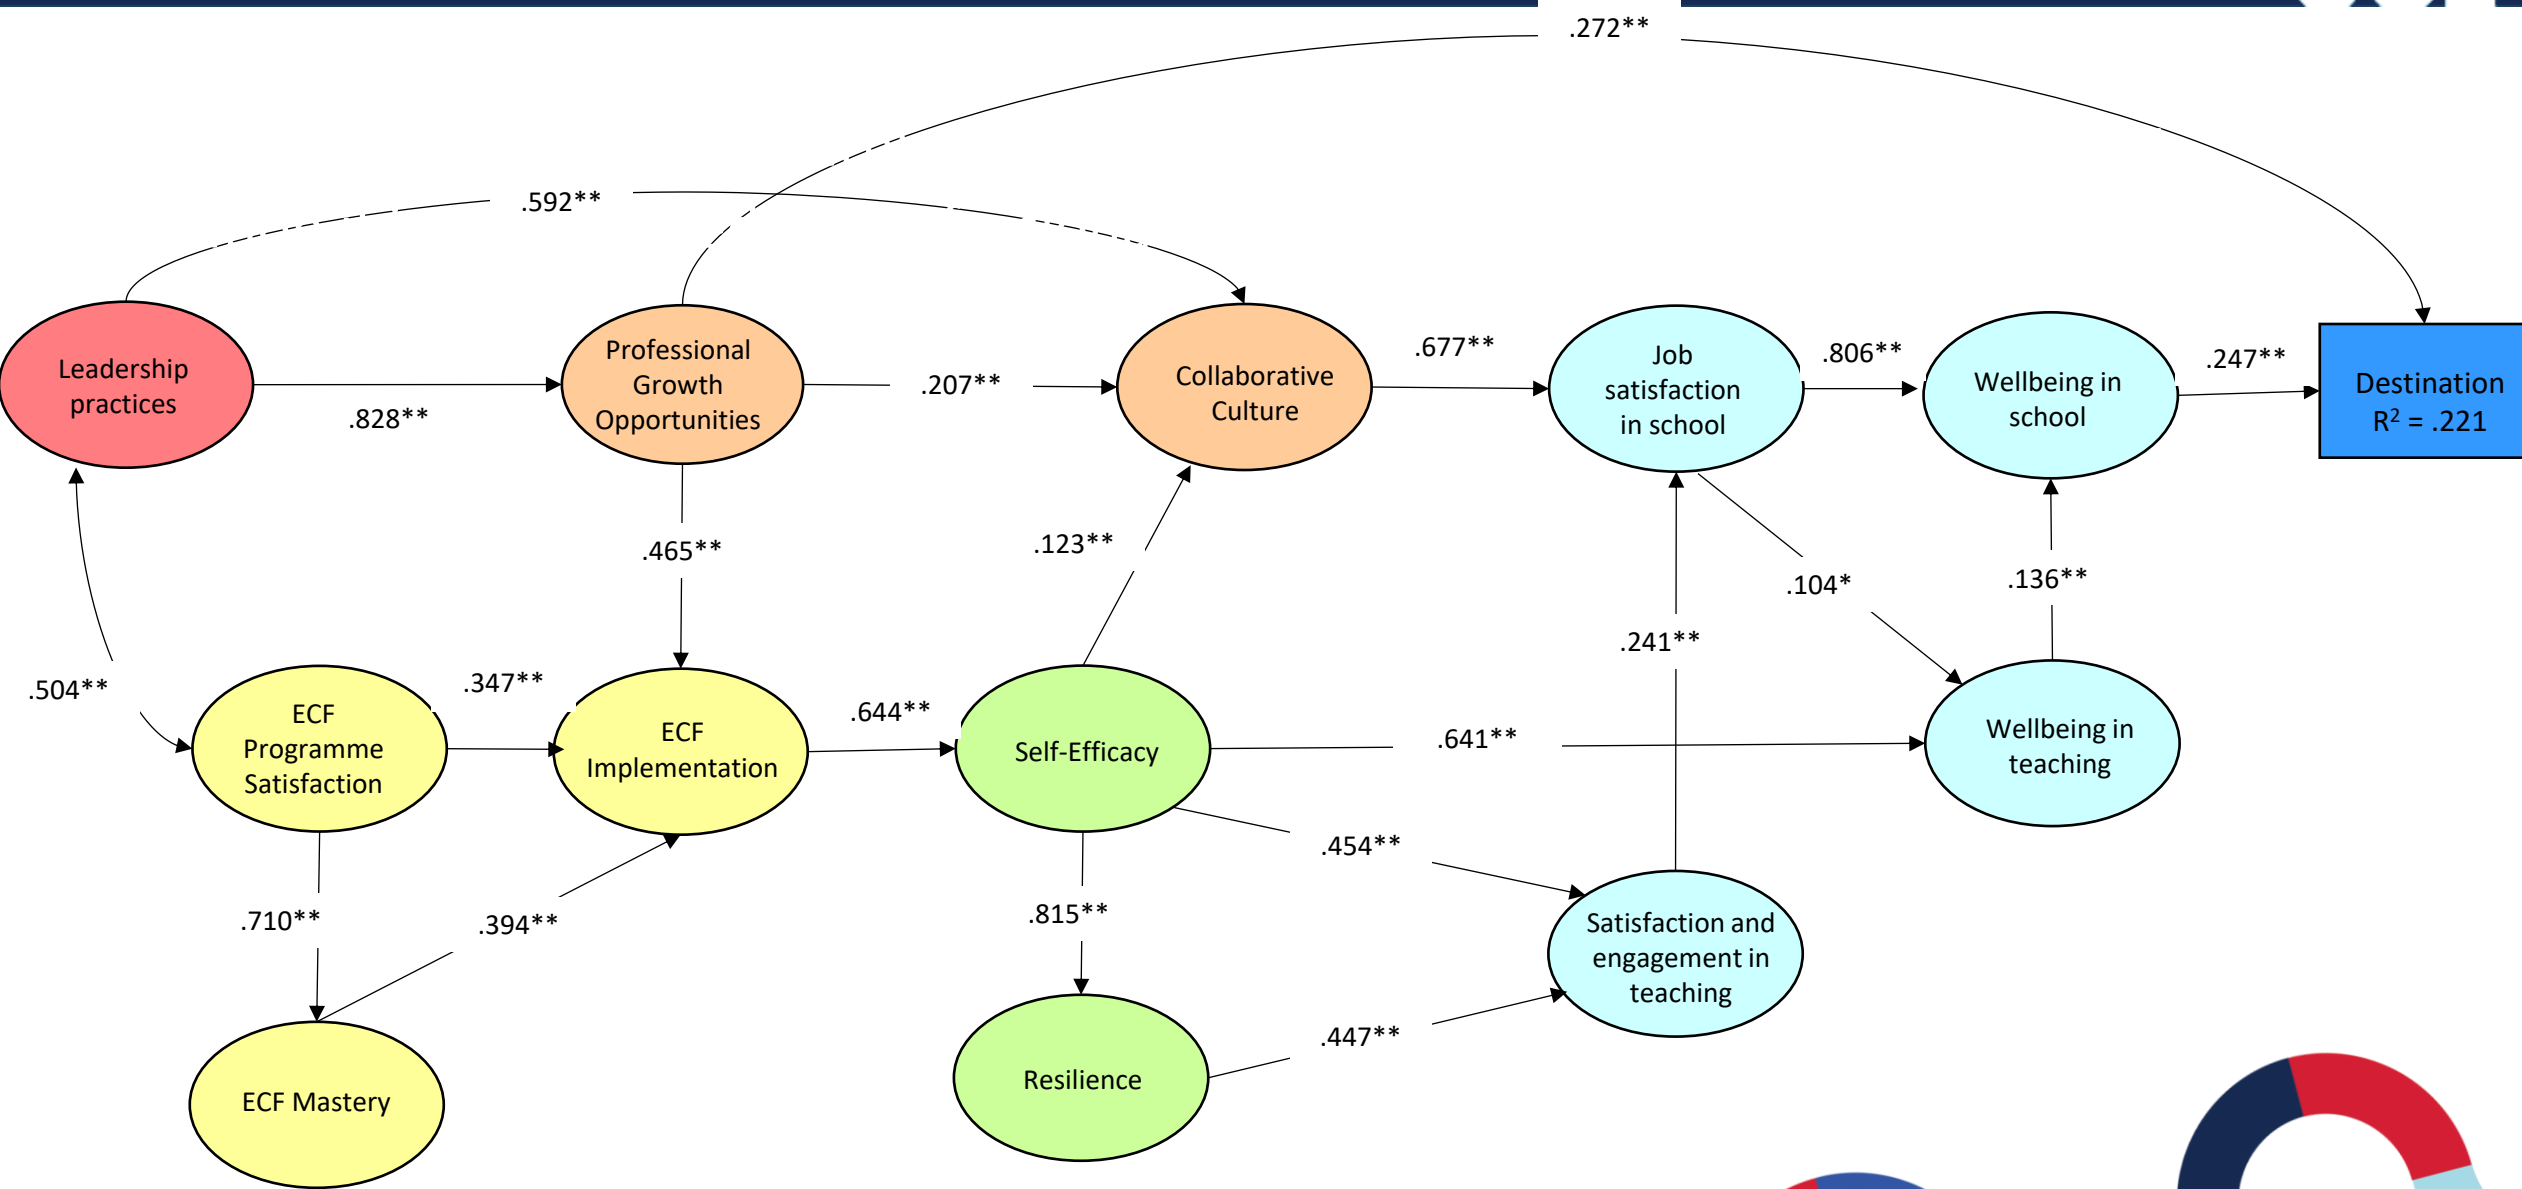 .272**
.592**
Leadership
practices
.828**
Professional
Growth
Opportunities
.207**
Collaborative
Culture
.677**
Job
satisfaction
in school
.806**
Wellbeing in
school
.247**
Destination
R² = .221
.465**
.123**
.104*
.136**
.241**
.504**
ECF
Programme
Satisfaction
.347**
ECF
Implementation
.644**
Self-Efficacy
.641**
Wellbeing in
teaching
.454**
.710**
.394**
.815**
Satisfaction and
engagement in
teaching
.447**
ECF Mastery
Resilience